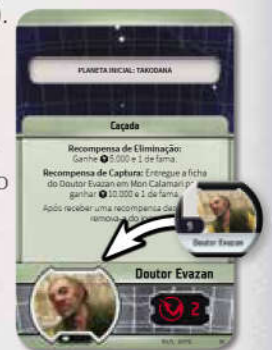 PLANETA INICIAL: TAKODANA
Caçada
Recompensa de Eliminação:
Ganhe 5.000 e 1 de fama.
Recompensa de Captura: Entregue a ficha
do Doutor Evazan em Mon Calamari
ganhar 10.000 e 1 de fama.
Após receber uma recompensa
remova
Doutor Evazan
Doutor Evazan
2